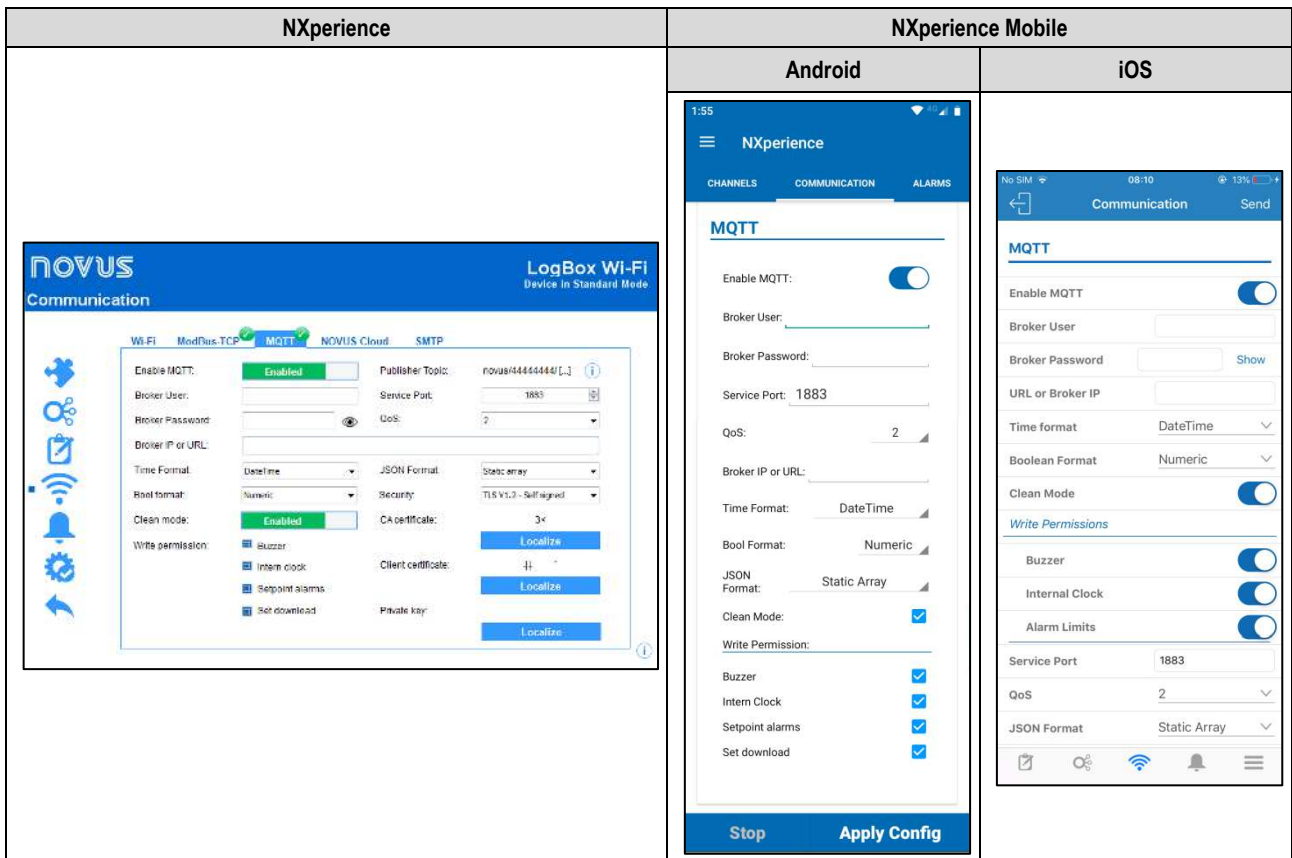 NXperience
NXperience Mobile
Android
iOS
novus
LogBox Wi-Fi
Device in Standard Mode
Communication
Wi-Fi ModBus-TCP MQTT NOVUS Cloud SMTP
Enable MQTT: Enabled Publisher Topic: novus/44444444/ [...]
Broker User: Service Port: 1883
Broker Password: QoS: 2
Broker IP or URL:
Time Format: DateTime JSON Format: Static array
Bool format: Numeric Security: TLS V1.2 - Self signed
Clean mode: Enabled CA certificate:
Write permission: Buzzer Localize
Intern clock Client certificate:
Setpoint alarms Localize
Set download Private key:
Localize
1:55 4G
NXperience
CHANNELS COMMUNICATION ALARMS
MQTT
Enable MQTT:
Broker User:
Broker Password:
Service Port: 1883
QoS: 2
Broker IP or URL:
Time Format: DateTime
Bool Format: Numeric
JSON
Format: Static Array
Clean Mode:
Write Permission:
Buzzer
Intern Clock
Setpoint alarms
Set download
Stop Apply Config
No SIM 08:10 13%
Communication Send
MQTT
Enable MQTT
Broker User
Broker Password Show
URL or Broker IP
Time format DateTime
Boolean Format Numeric
Clean Mode
Write Permissions
Buzzer
Internal Clock
Alarm Limits
Service Port 1883
QoS 2
JSON Format Static Array